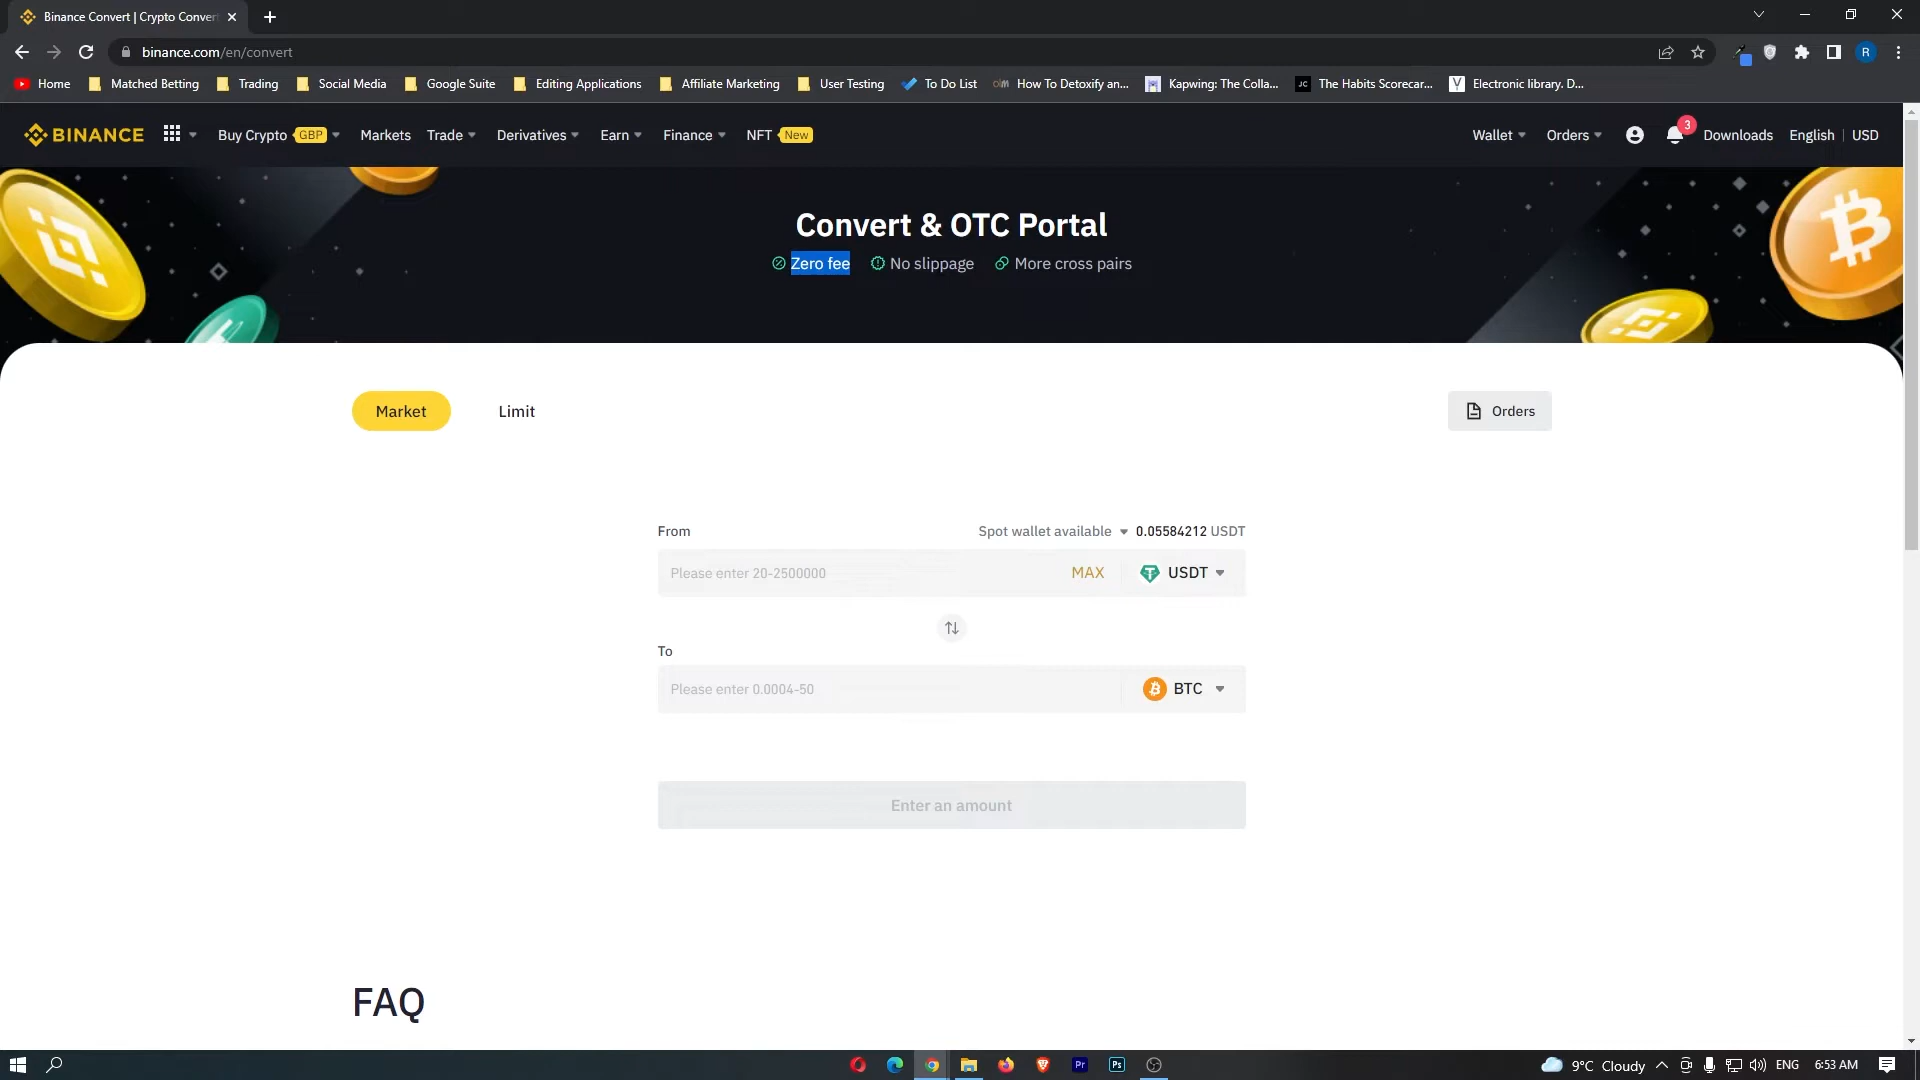 Binance Convert | Crypto Conver
binance.com/en/convert
R
Home Matched Betting Trading Social Media Google Suite Editing Applications Affiliate Marketing User Testing To Do List How To Detoxify an... Kapwing: The Colla... JC The Habits Scorecar... Electronic library. D...
BINANCE Buy Crypto GBP Markets Trade Derivatives Earn Finance NFT New Wallet Orders 3 Downloads English | USD
Convert & OTC Portal
Zero fee No slippage More cross pairs
Market Limit Orders
From Spot wallet available 0.05584212 USDT
Please enter 20-2500000 MAX USDT
To
Please enter 0.0004-50 BTC
Enter an amount
FAQ
Pr Ps 9°C Cloudy ENG 6:53 AM